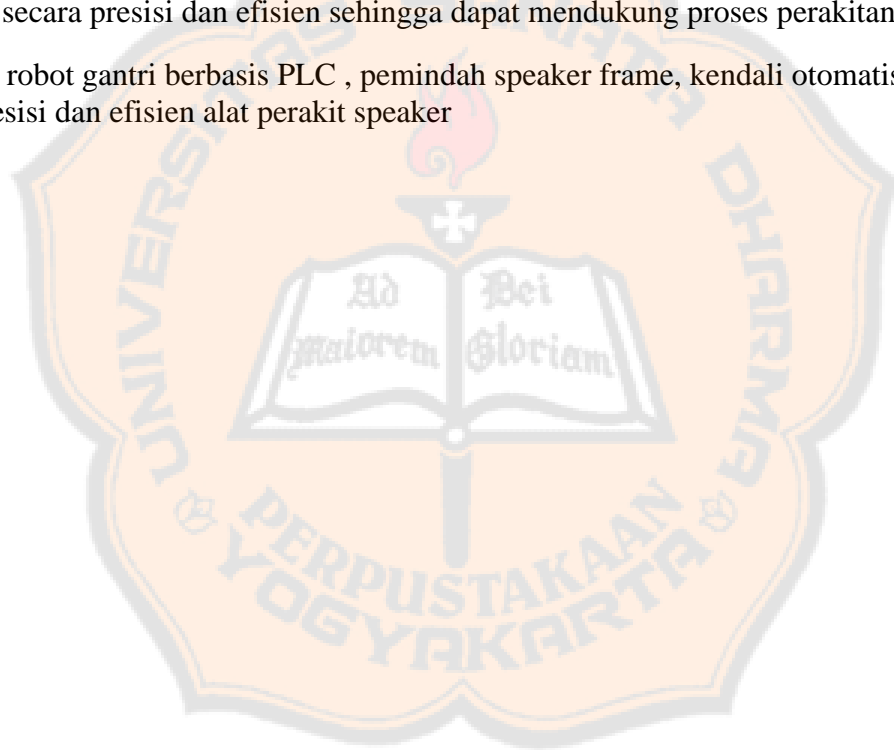 secara presisi dan efisien sehingga dapat mendukung proses perakitan
robot gantri berbasis PLC , pemindah speaker frame, kendali otomatis
esisi dan efisien alat perakit speaker
UNIVERSITAS SANATA DHARMA
Ad Dei
Maiorem Gloriam
PERPUSTAKAAN
YOGYAKARTA